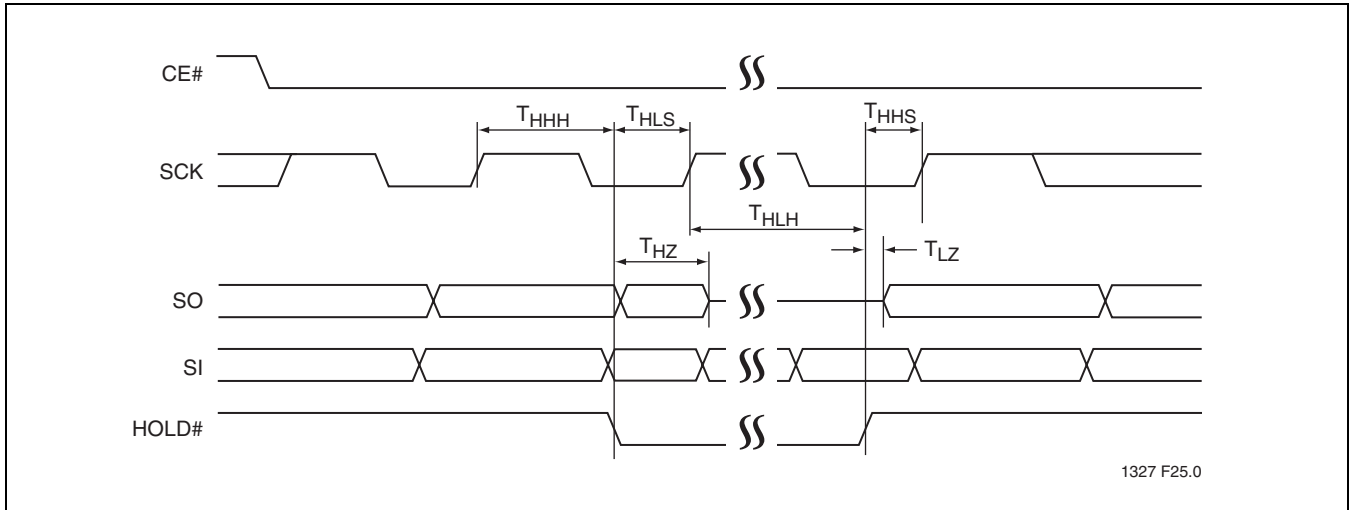 CE#
THHH THLS THHS
SCK
THLH
THZ TLZ
SO
SI
HOLD#
1327 F25.0